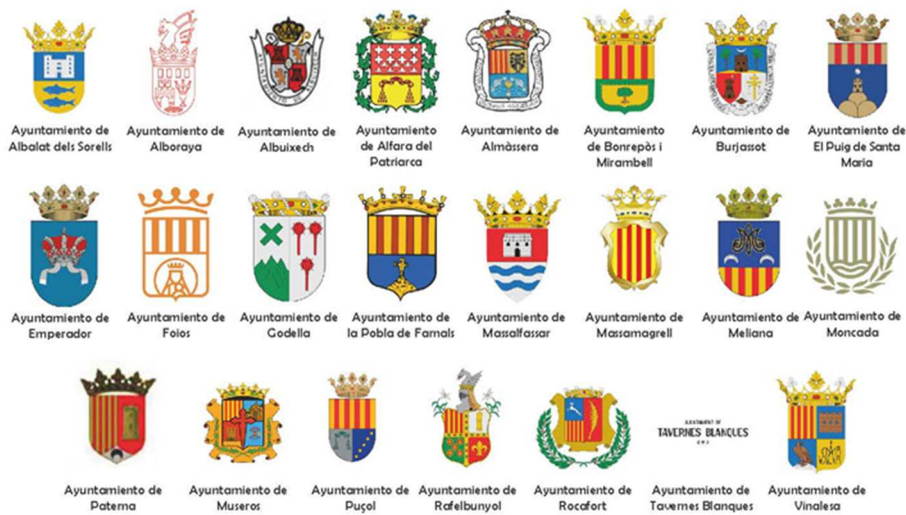 Ayuntamiento de Albalat dels Sorells
Ayuntamiento de Alboraya
Ayuntamiento de Albuixech
Ayuntamiento de Alfara del Patriarca
Ayuntamiento de Almàssera
Ayuntamiento de Bonrepòs i Mirambell
Ayuntamiento de Burjassot
Ayuntamiento de El Puig de Santa Maria
Ayuntamiento de Emperador
Ayuntamiento de Foios
Ayuntamiento de Godella
Ayuntamiento de la Pobla de Farnals
Ayuntamiento de Massalfassar
Ayuntamiento de Massamagrell
Ayuntamiento de Meliana
Ayuntamiento de Moncada
Ayuntamiento de Paterna
Ayuntamiento de Museros
Ayuntamiento de Puçol
Ayuntamiento de Rafelbunyol
Ayuntamiento de Rocafort
AJUNTAMENT DE
TAVERNES BLANQUES
Ayuntamiento de Tavernes Blanques
Ayuntamiento de Vinalesa